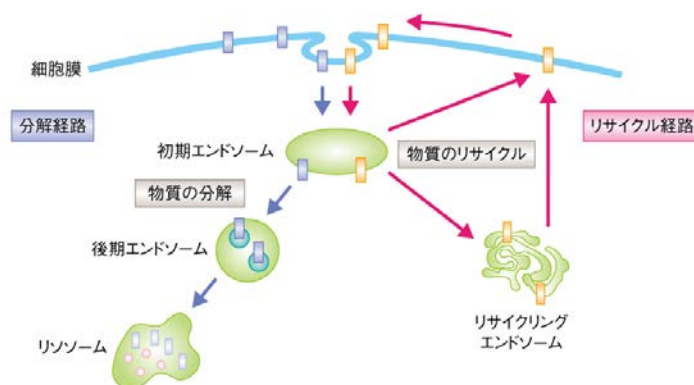 細胞膜
分解経路
リサイクル経路
初期エンドソーム
物質のリサイクル
物質の分解
後期エンドソーム
リソソーム
リサイクリング
エンドソーム